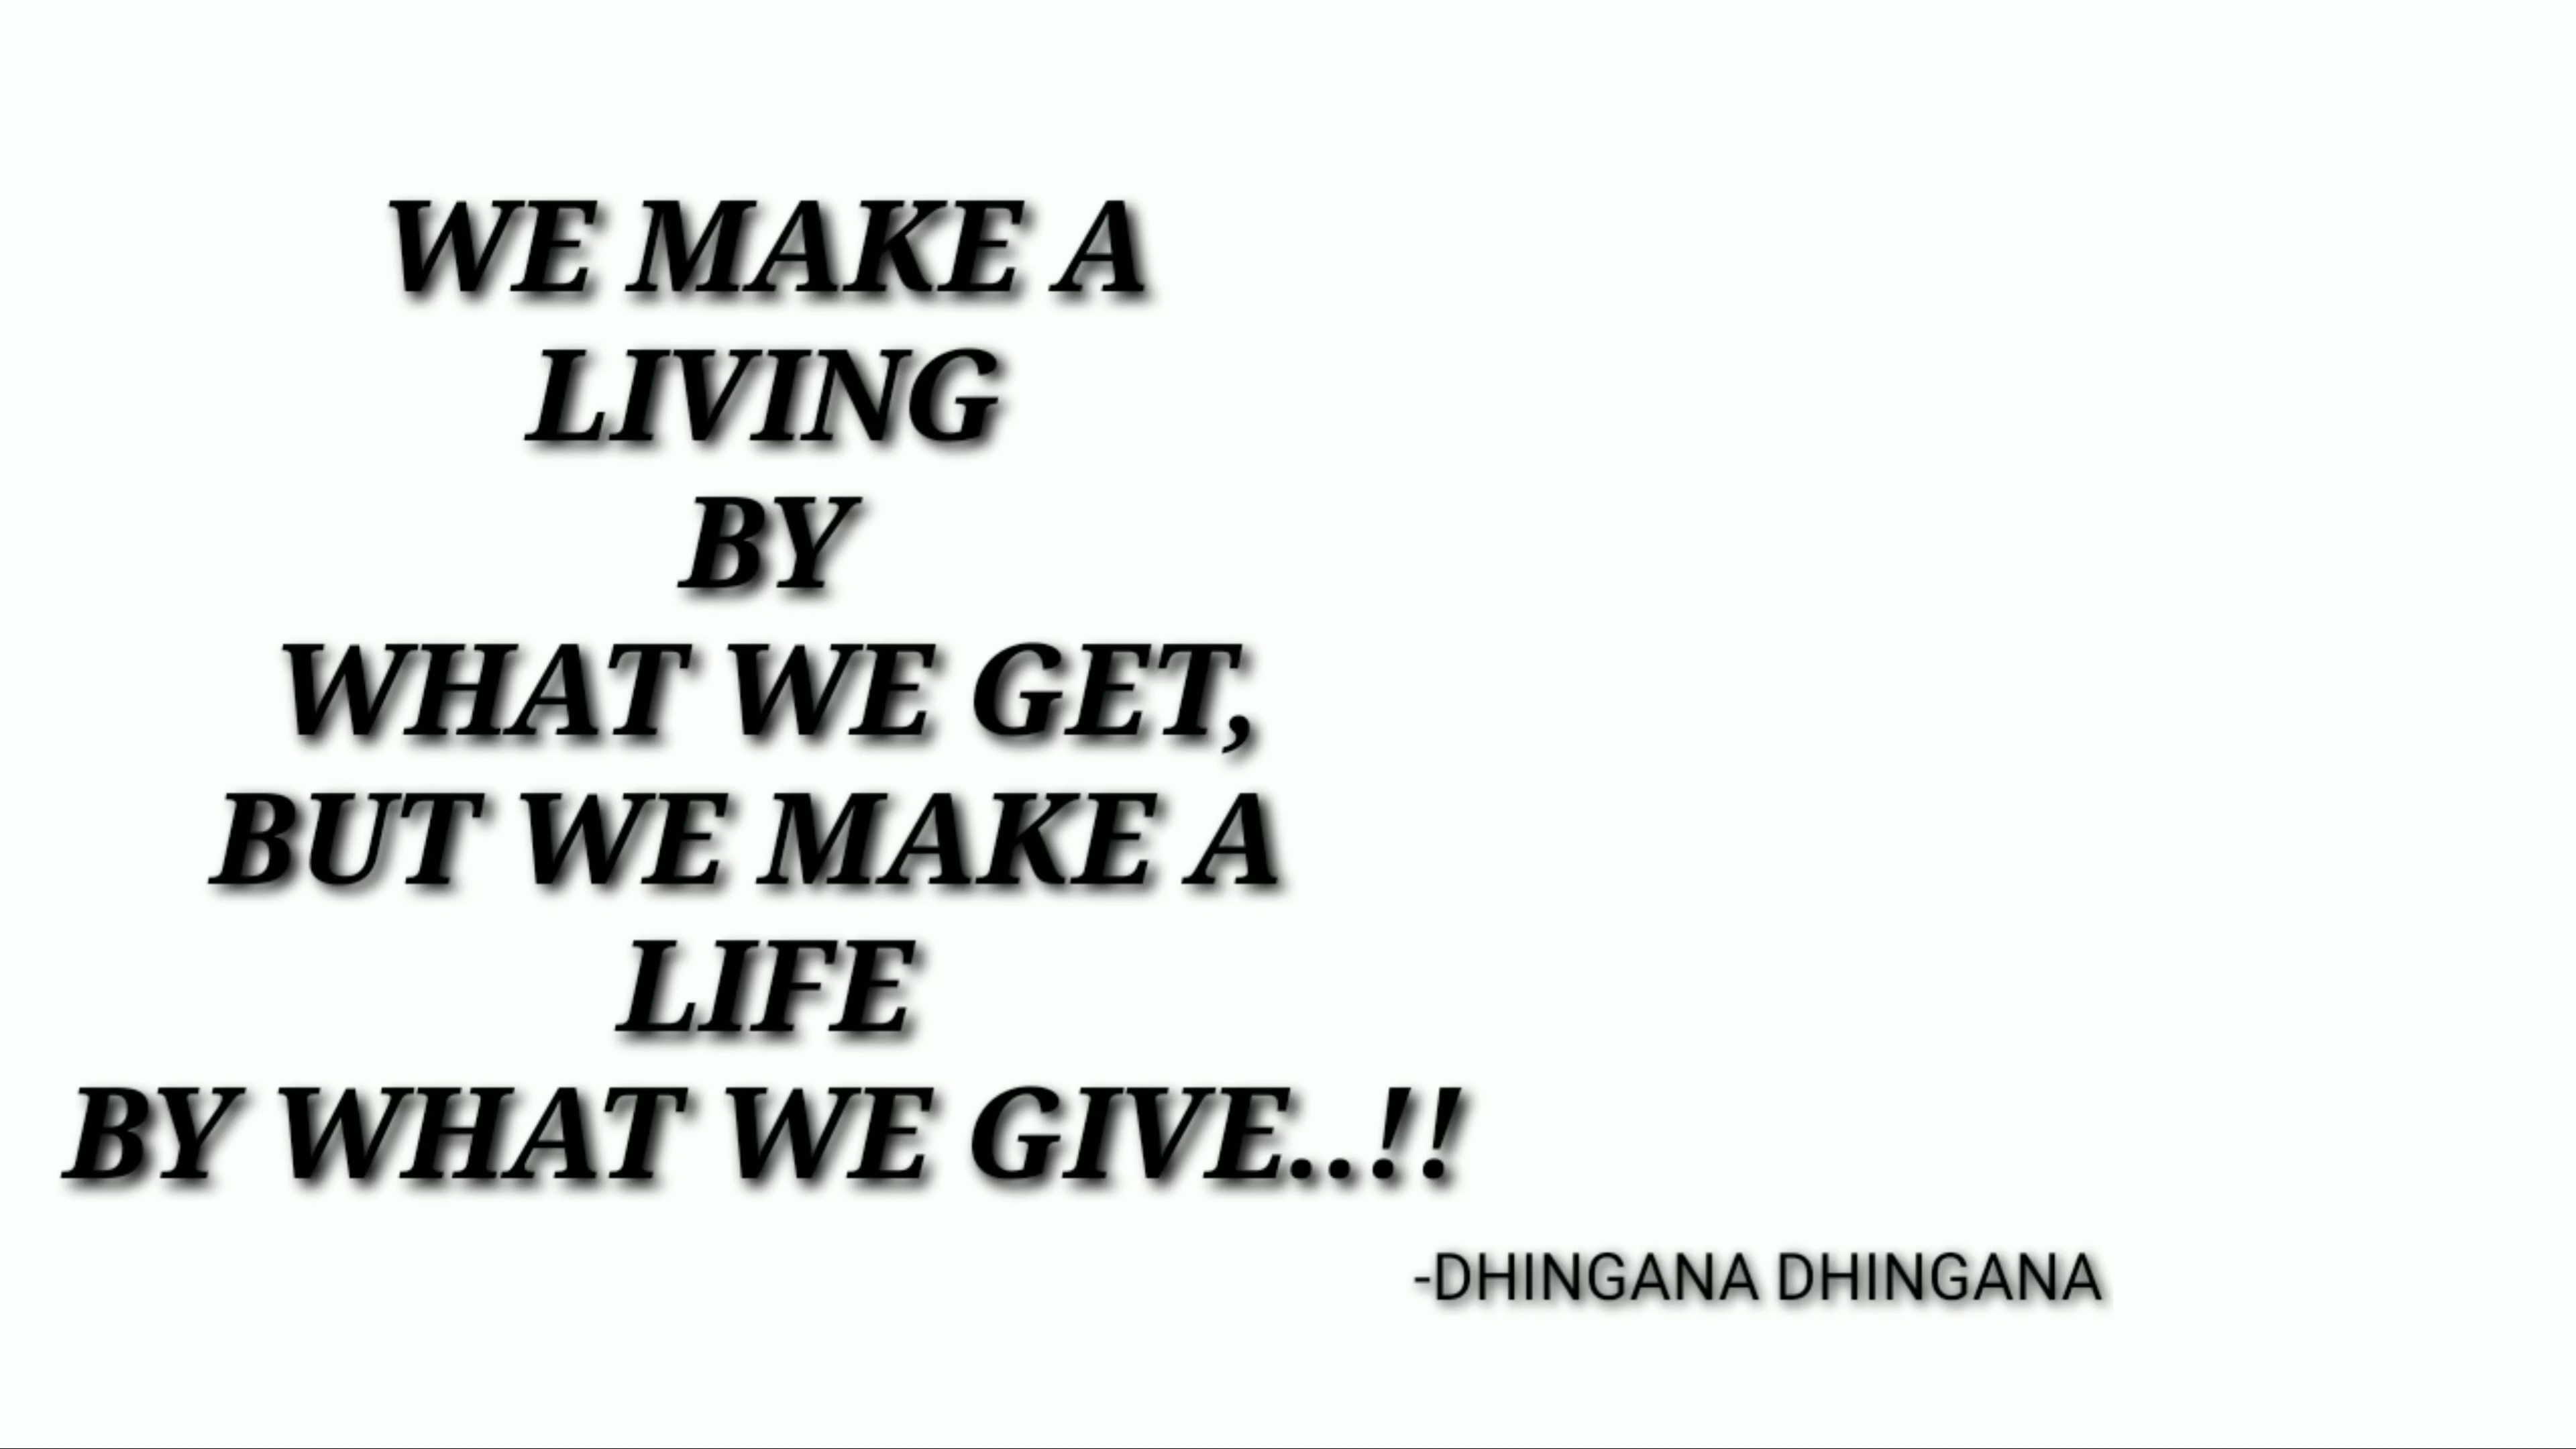 WE MAKE A
LIVING
BY
WHAT WE GET,
BUT WE MAKE A
LIFE
BY WHAT WE GIVE..!!
-DHINGANA DHINGANA